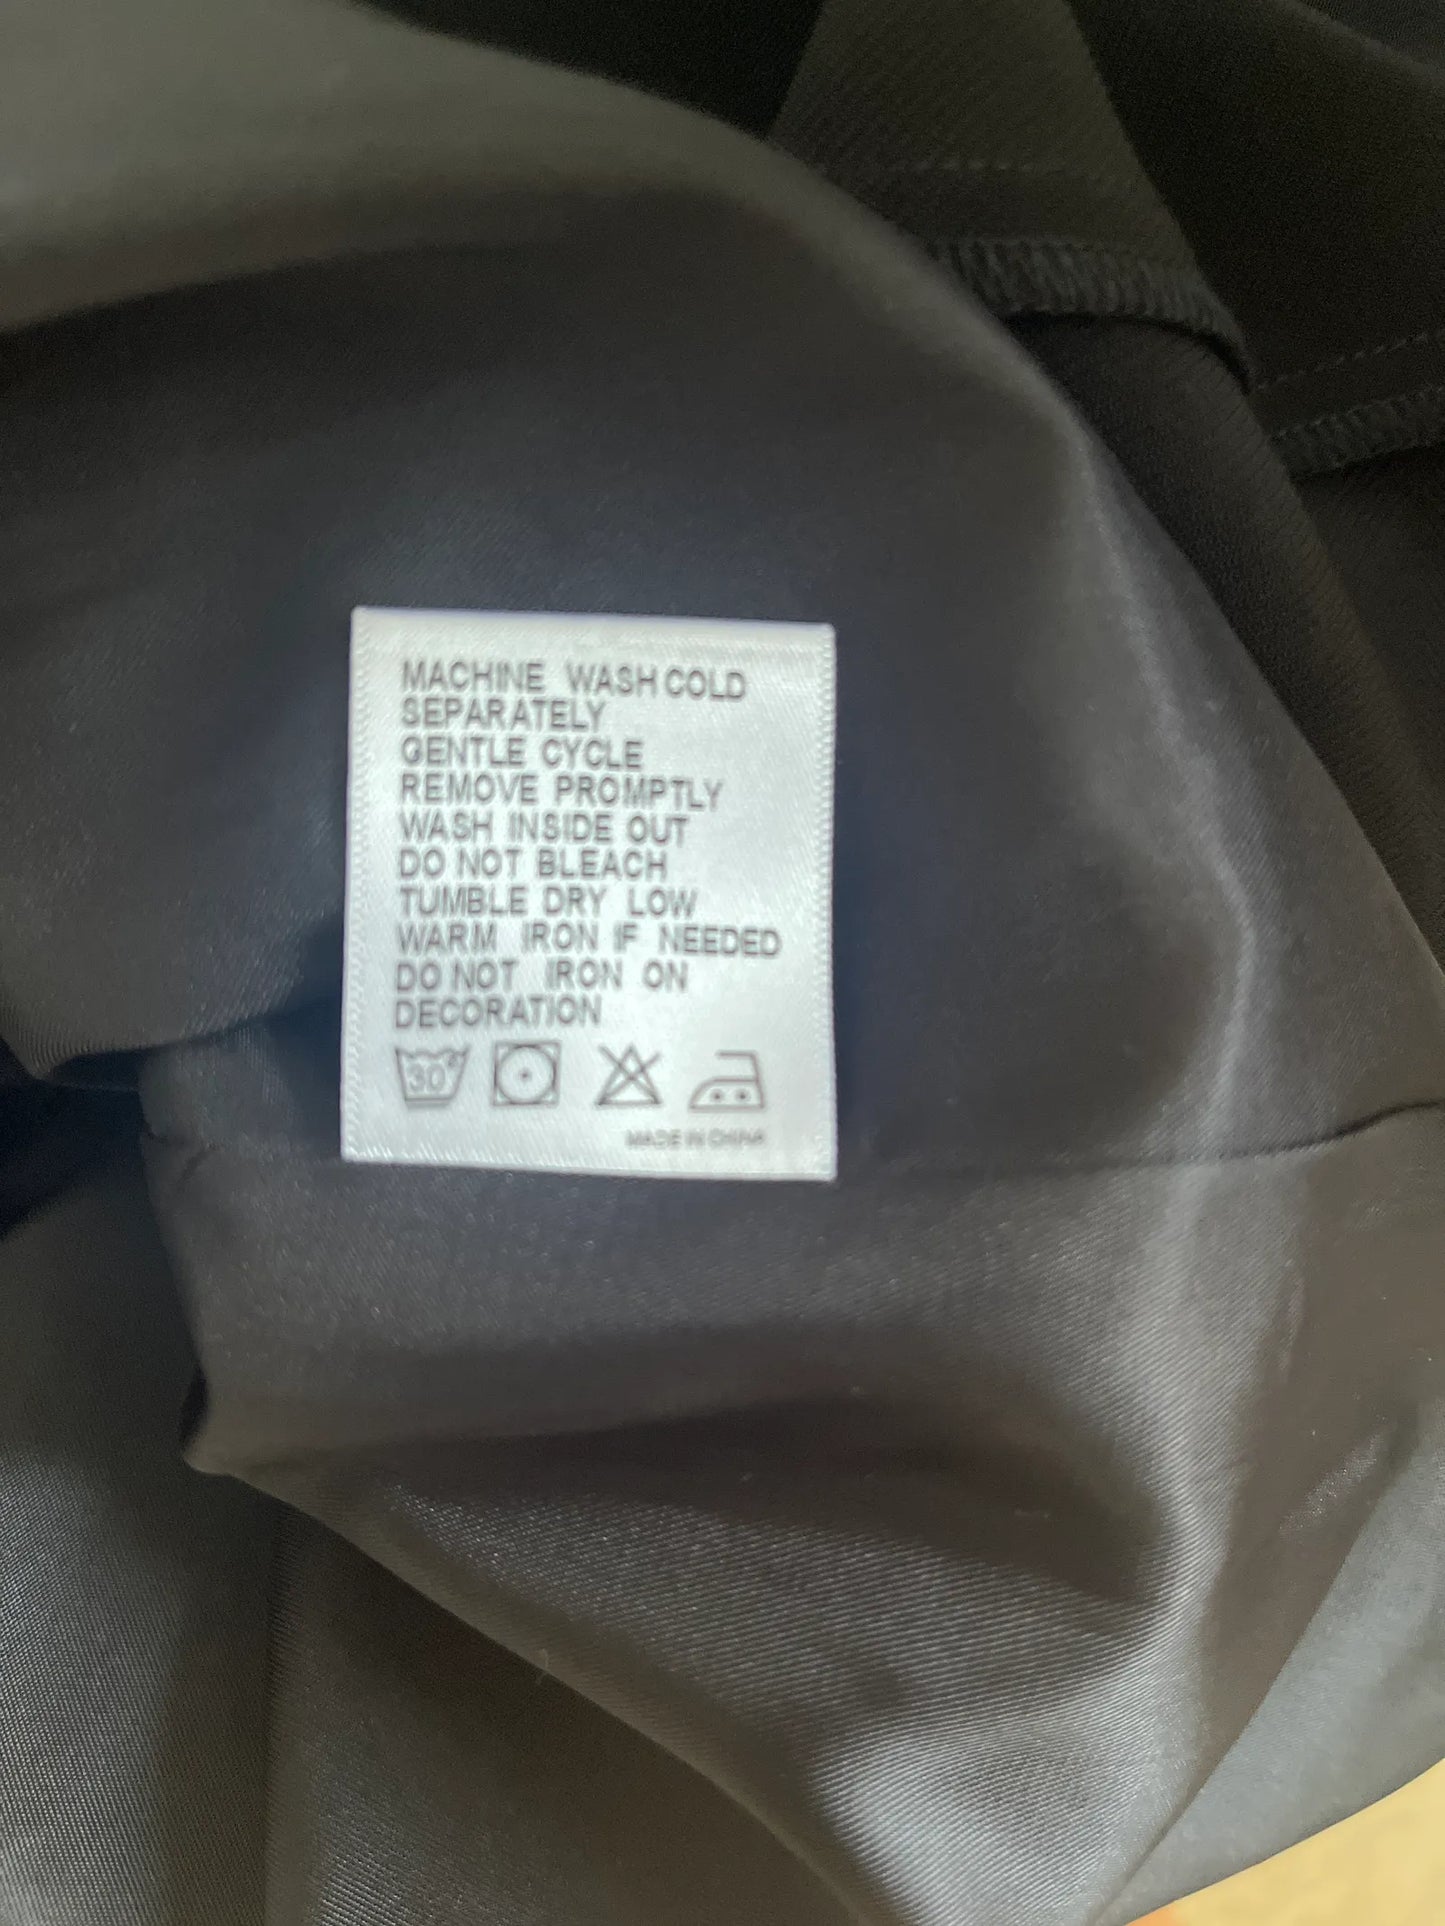 MACHINE WASH COLD
SEPARATELY
GENTLE CYCLE
REMOVE PROMPTLY
WASH INSIDE OUT
DO NOT BLEACH
TUMBLE DRY LOW
WARM IRON IF NEEDED
DO NOT IRON ON
DECORATION
30°
MADE IN CHINA